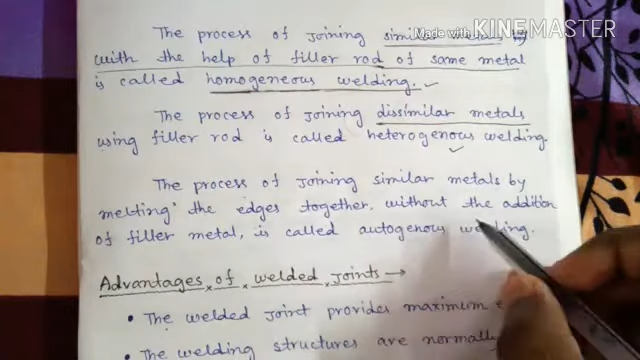 Made with KINEMASTER
The process of joining similar
with the help of filler rod of same metal
is called homogeneous welding.
The process of joining dissimilar metals
using filler rod is called heterogenous welding.
The process of joining similar metals by
melting the edges together, without the addition
of filler metal, is called autogenous welding.
Advantages of welded joints →
• The welded joint provides maximum
• The welding structures are normally